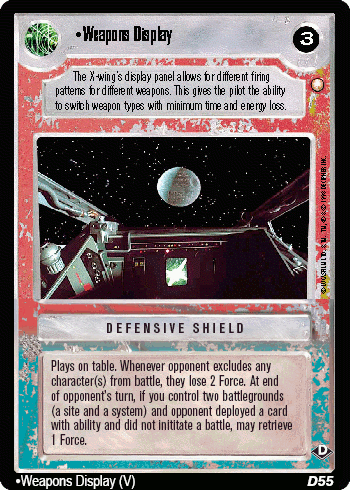 •Weapons Display
3
The X-wing's display panel allows for different firing
patterns for different weapons. This gives the pilot the ability
to switch weapon types with minimum time and energy loss.
DEFENSIVE SHIELD
Plays on table. Whenever opponent excludes any
character(s) from battle, they lose 2 Force. At end
of opponent's turn, if you control two battlegrounds
(a site and a system) and opponent deployed a card
with ability and did not inititate a battle, may retrieve
1 Force.
D
•Weapons Display (V)
D55